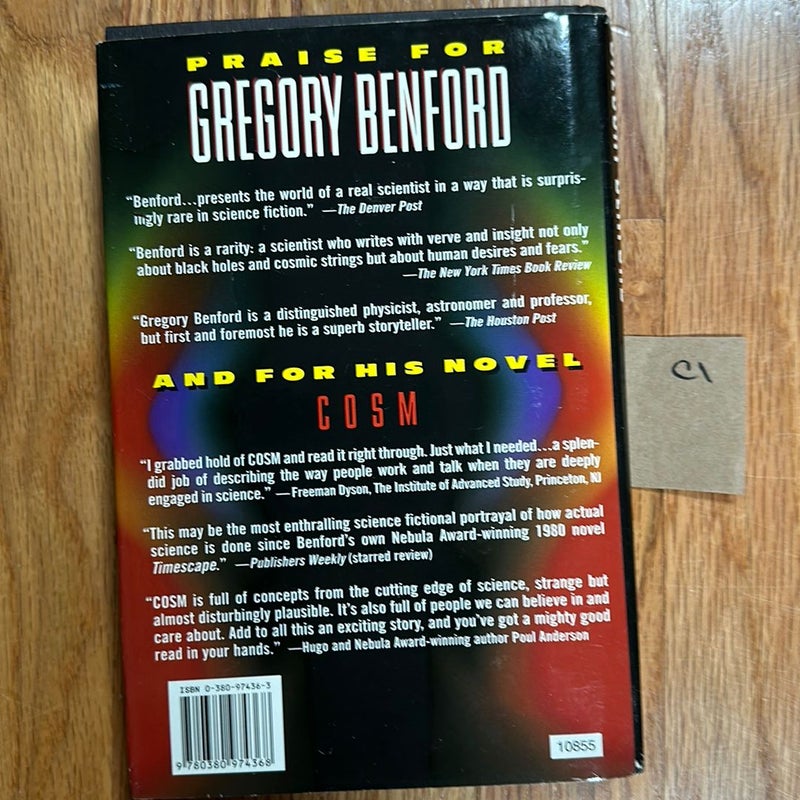 PRAISE FOR
GREGORY BENFORD
“Benford...presents the world of a real scientist in a way that is surpris-
ingly rare in science fiction.” —The Denver Post
“Benford is a rarity: a scientist who writes with verve and insight not only
about black holes and cosmic strings but about human desires and fears.”
—The New York Times Book Review
“Gregory Benford is a distinguished physicist, astronomer and professor,
but first and foremost he is a superb storyteller.” —The Houston Post
AND FOR HIS NOVEL
COSM
“I grabbed hold of COSM and read it right through. Just what I needed...a splen-
did job of describing the way people work and talk when they are deeply
engaged in science.” —Freeman Dyson, The Institute of Advanced Study, Princeton, NJ
“This may be the most enthralling science fictional portrayal of how actual
science is done since Benford's own Nebula Award-winning 1980 novel
Timescape.” —Publishers Weekly (starred review)
“COSM is full of concepts from the cutting edge of science, strange but
almost disturbingly plausible. It's also full of people we can believe in and
care about. Add to all this an exciting story, and you've got a mighty good
read in your hands.” —Hugo and Nebula Award-winning author Poul Anderson
ISBN 0-380-97436-3
9 780380 974368
10855
C1